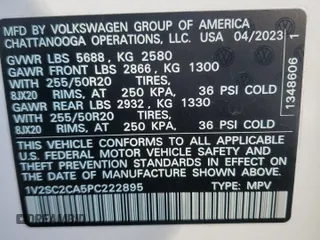 MFD. BY VOLKSWAGEN GROUP OF AMERICA
CHATTANOOGA OPERATIONS, LLC. USA 04/2023
GVWR LBS 5688, KG 2580
GAWR FRONT LBS 2866, KG 1300
WITH 255/50R20 TIRES,
8JX20 RIMS, AT 250 KPA, 36 PSI COLD
GAWR REAR LBS 2932, KG 1330
WITH 255/50R20 TIRES,
8JX20 RIMS, AT 250 KPA, 36 PSI COLD
THIS VEHICLE CONFORMS TO ALL APPLICABLE
U.S. FEDERAL MOTOR VEHICLE SAFETY AND
THEFT PREVENTION STANDARDS IN EFFECT ON THE
DATE OF MANUFACTURE SHOWN ABOVE.
1V2SC2CA5PC222895 TYPE: MPV
1348606 1